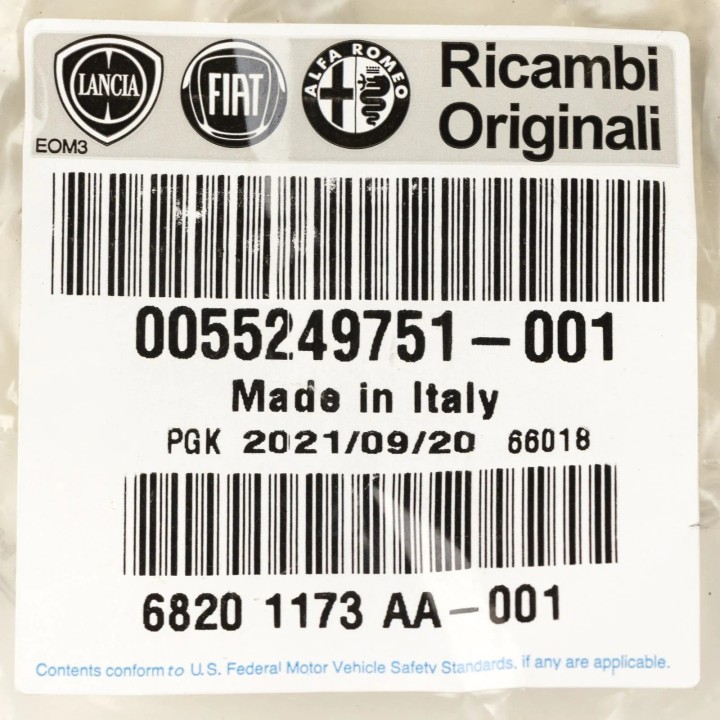 LANCIA FIAT ALFA ROMEO Ricambi
EOM3 Originali
0055249751-001
Made in Italy
PGK 2021/09/20 66018
6820 1173 AA-001
Contents conform to U.S. Federal Motor Vehicle Safety Standards, if any are applicable.